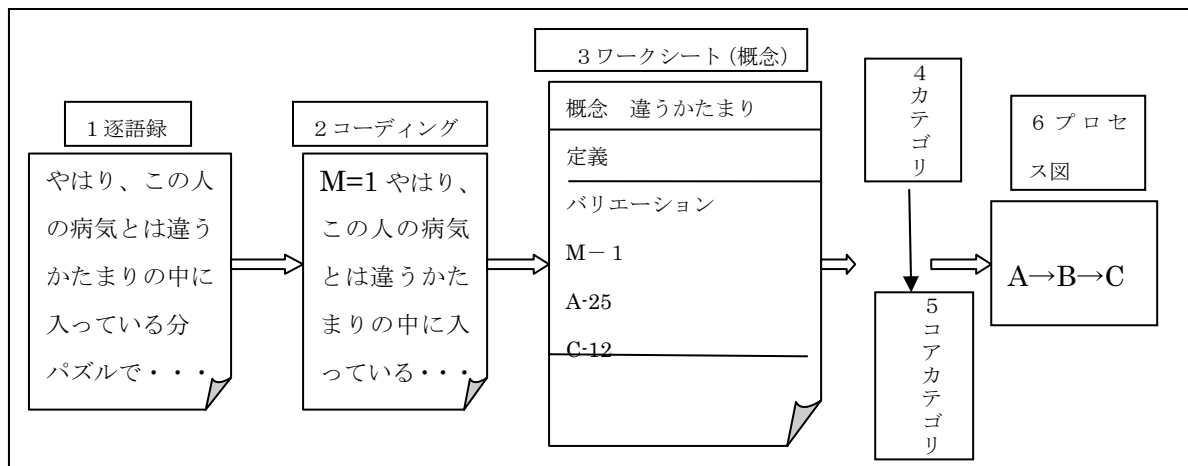 1逐語録
やはり、この人
の病気とは違う
かたまりの中に
入っている分
パズルで・・・
2コーディング
M=1 やはり、
この人の病気
とは違うかた
まりの中に入
っている・・・
3ワークシート(概念)
概念　違うかたまり
定義
バリエーション
M－1
A-25
C-12
4カテゴリ
5コアカテゴリ
6プロセ
ス図
A→B→C